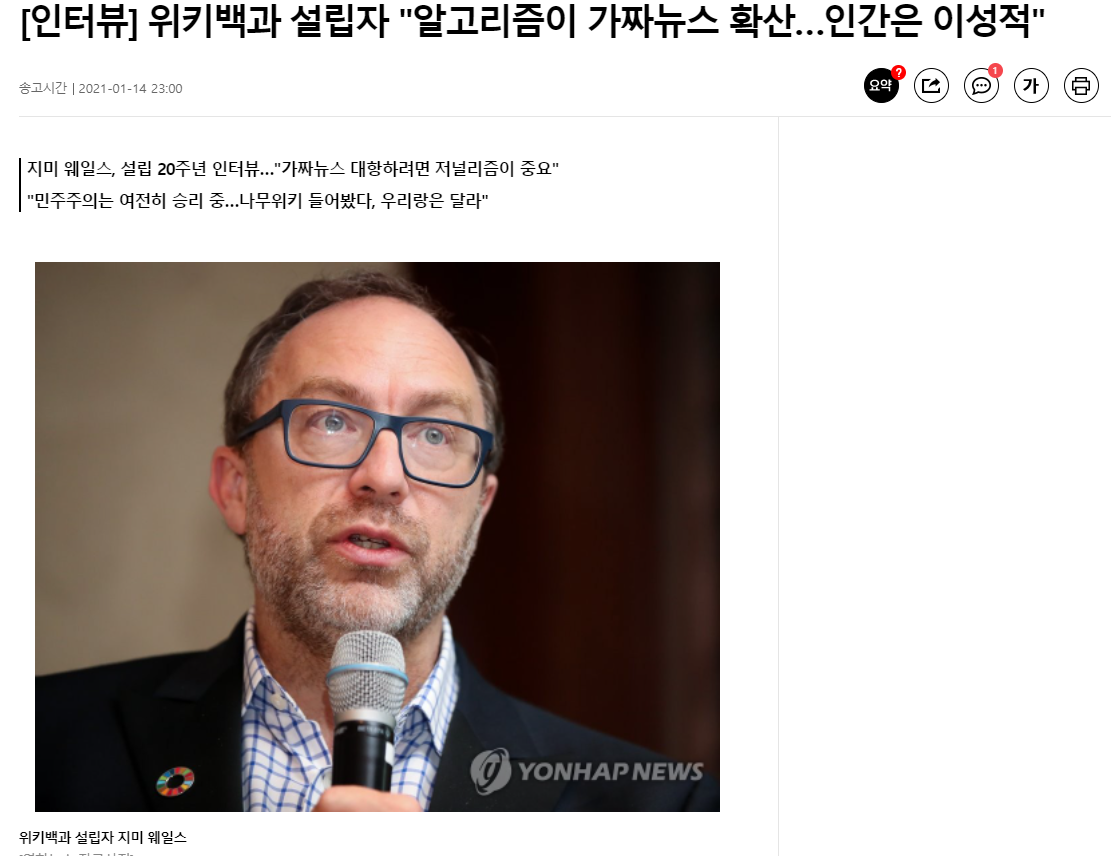 [인터뷰] 위키백과 설립자 "알고리즘이 가짜뉴스 확산…인간은 이성적"
송고시간 | 2021-01-14 23:00
요약 ? 1 가
지미 웨일스, 설립 20주년 인터뷰…"가짜뉴스 대항하려면 저널리즘이 중요"
"민주주의는 여전히 승리 중…나무위키 들어봤다, 우리랑은 달라"
YONHAP NEWS
위키백과 설립자 지미 웨일스